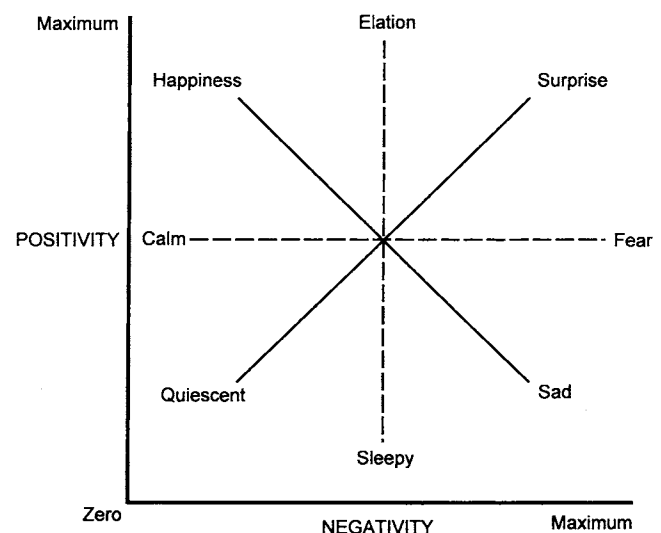 Maximum
Elation
Happiness
Surprise
POSITIVITY
Calm
Fear
Quiescent
Sad
Sleepy
Zero
NEGATIVITY
Maximum